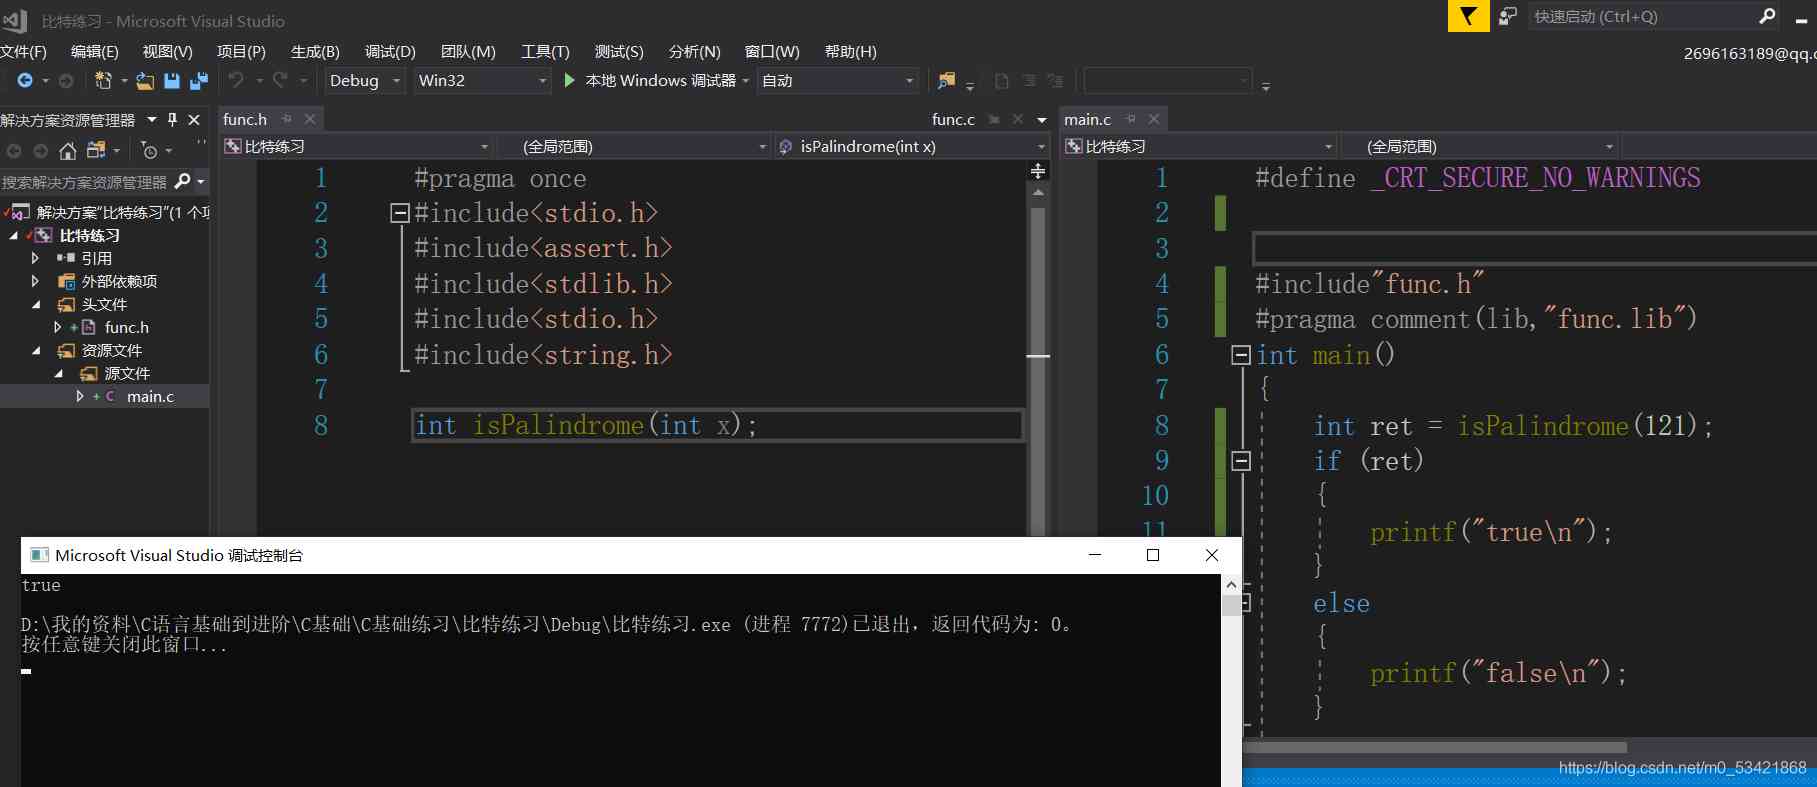 比特练习 - Microsoft Visual Studio
快速启动 (Ctrl+Q)
文件(F) 编辑(E) 视图(V) 项目(P) 生成(B) 调试(D) 团队(M) 工具(T) 测试(S) 分析(N) 窗口(W) 帮助(H)
2696163189@qq.c
Debug Win32 本地 Windows 调试器 自动
解决方案资源管理器
搜索解决方案资源管理器
解决方案"比特练习"(1 个项
比特练习
引用
外部依赖项
头文件
func.h
资源文件
源文件
main.c
func.h func.c
比特练习 (全局范围) isPalindrome(int x)
1 #pragma once
2 #include<stdio.h>
3 #include<assert.h>
4 #include<stdlib.h>
5 #include<stdio.h>
6 #include<string.h>
7
8 int isPalindrome(int x);
main.c
比特练习 (全局范围)
1 #define _CRT_SECURE_NO_WARNINGS
2
3
4 #include"func.h"
5 #pragma comment(lib,"func.lib")
6 int main()
7 {
8 int ret = isPalindrome(121);
9 if (ret)
10 {
11 printf("true\n");
}
else
{
printf("false\n");
}
Microsoft Visual Studio 调试控制台
true
D:\我的资料\C语言基础到进阶\C基础\C基础练习\比特练习\Debug\比特练习.exe (进程 7772)已退出，返回代码为: 0。
按任意键关闭此窗口...
https://blog.csdn.net/m0_53421868